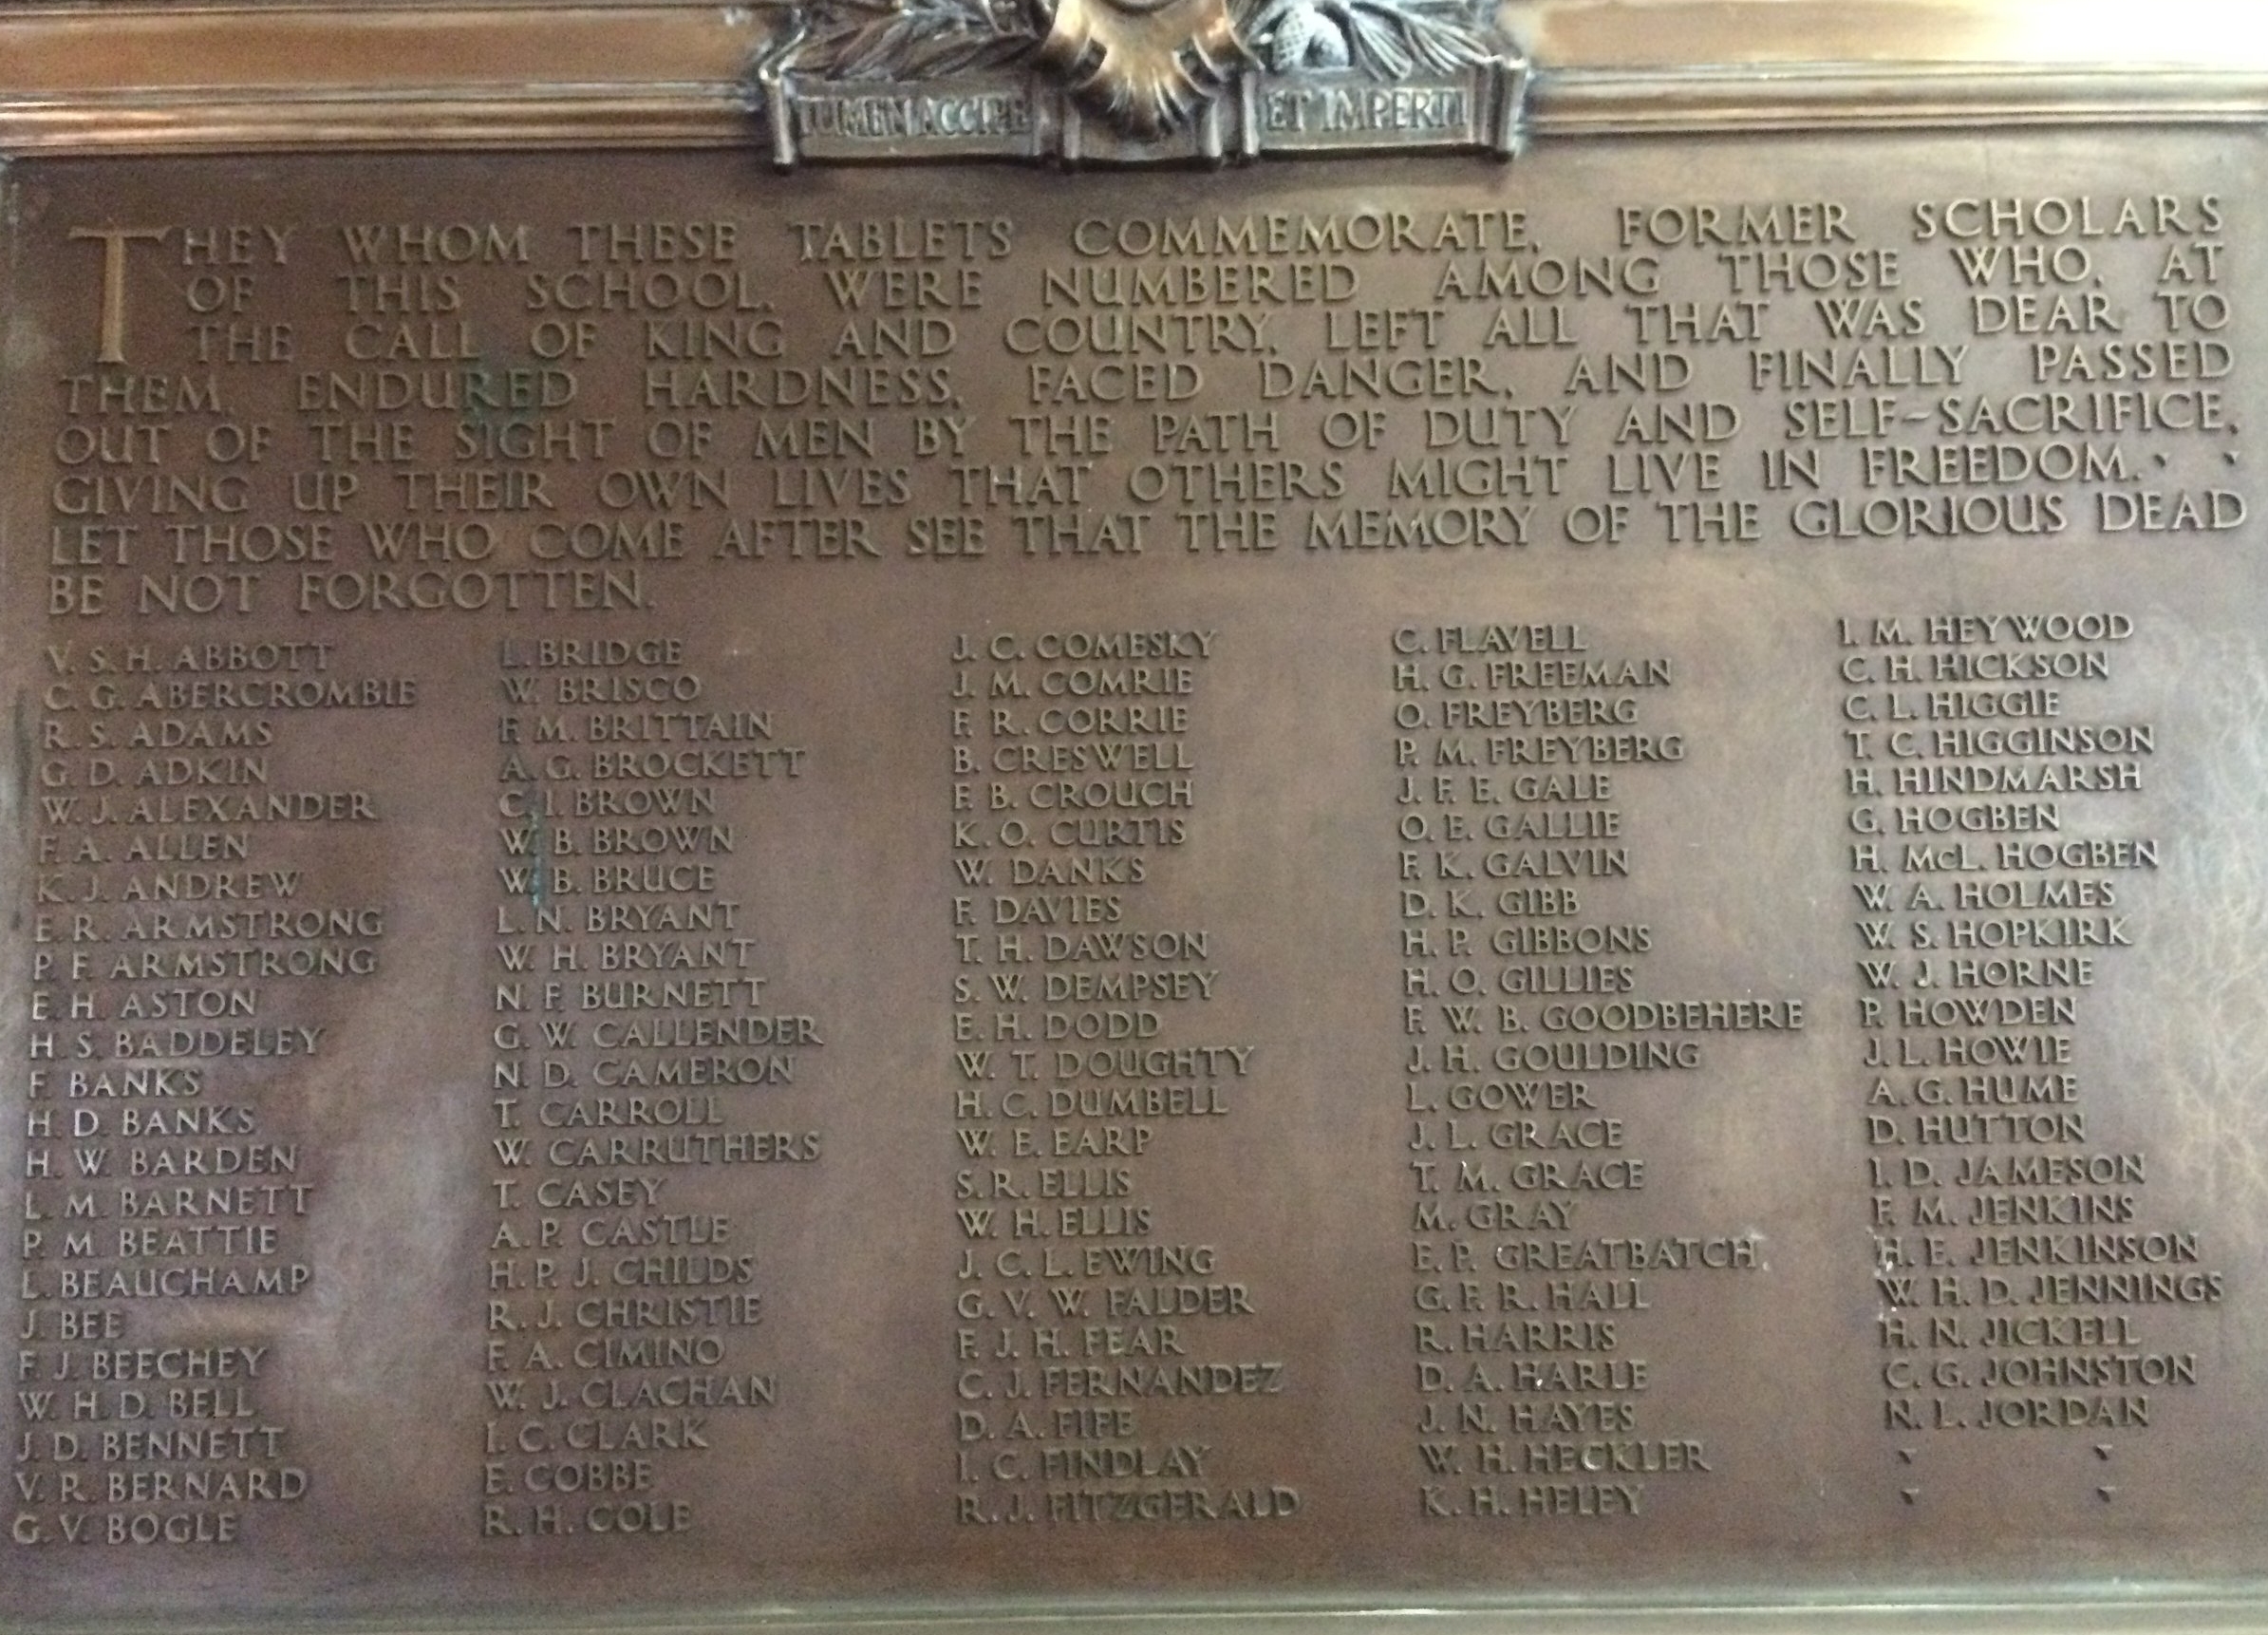 LUMEN ACCIPE ET IMPERTI
THEY WHOM THESE TABLETS COMMEMORATE, FORMER SCHOLARS
OF THIS SCHOOL, WERE NUMBERED AMONG THOSE WHO, AT
THE CALL OF KING AND COUNTRY, LEFT ALL THAT WAS DEAR TO
THEM, ENDURED HARDNESS, FACED DANGER, AND FINALLY PASSED
OUT OF THE SIGHT OF MEN BY THE PATH OF DUTY AND SELF-SACRIFICE,
GIVING UP THEIR OWN LIVES THAT OTHERS MIGHT LIVE IN FREEDOM.
LET THOSE WHO COME AFTER SEE THAT THE MEMORY OF THE GLORIOUS DEAD
BE NOT FORGOTTEN.
V. S. H. ABBOTT
C. G. ABERCROMBIE
R. S. ADAMS
G. D. ADKIN
W. J. ALEXANDER
F. A. ALLEN
K. J. ANDREW
E. R. ARMSTRONG
P. F. ARMSTRONG
E. H. ASTON
H. S. BADDELEY
F. BANKS
H. D. BANKS
H. W. BARDEN
L. M. BARNETT
P. M. BEATTIE
L. BEAUCHAMP
J. BEE
F. J. BEECHEY
W. H. D. BELL
J. D. BENNETT
V. R. BERNARD
G. V. BOGLE
L. BRIDGE
W. BRISCO
F. M. BRITTAIN
A. G. BROCKETT
C. I. BROWN
W. B. BROWN
W. B. BRUCE
L. N. BRYANT
W. H. BRYANT
N. F. BURNETT
G. W. CALLENDER
N. D. CAMERON
T. CARROLL
W. CARRUTHERS
T. CASEY
A. P. CASTLE
H. P. J. CHILDS
R. J. CHRISTIE
F. A. CIMINO
W. J. CLACHAN
I. C. CLARK
E. COBBE
R. H. COLE
J. C. COMESKY
J. M. COMRIE
F. R. CORRIE
B. CRESWELL
F. B. CROUCH
K. O. CURTIS
W. DANKS
F. DAVIES
T. H. DAWSON
S. W. DEMPSEY
E. H. DODD
W. T. DOUGHTY
H. C. DUMBELL
W. E. EARP
S. R. ELLIS
W. H. ELLIS
J. C. L. EWING
G. V. W. FALDER
F. J. H. FEAR
C. J. FERNANDEZ
D. A. FIFE
I. C. FINDLAY
R. J. FITZGERALD
C. FLAVELL
H. G. FREEMAN
O. FREYBERG
P. M. FREYBERG
J. F. E. GALE
O. E. GALLIE
F. K. GALVIN
D. K. GIBB
H. P. GIBBONS
H. O. GILLIES
F. W. B. GOODBEHERE
J. H. GOULDING
L. GOWER
J. L. GRACE
T. M. GRACE
M. GRAY
E. P. GREATBATCH
G. F. R. HALL
R. HARRIS
D. A. HARLE
J. N. HAYES
W. H. HECKLER
K. H. HELEY
I. M. HEYWOOD
C. H. HICKSON
C. L. HIGGIE
T. C. HIGGINSON
H. HINDMARSH
G. HOGBEN
H. McL. HOGBEN
W. A. HOLMES
W. S. HOPKIRK
W. J. HORNE
P. HOWDEN
J. L. HOWIE
A. G. HUME
D. HUTTON
I. D. JAMESON
F. M. JENKINS
H. E. JENKINSON
W. H. D. JENNINGS
H. N. JICKELL
C. G. JOHNSTON
N. L. JORDAN